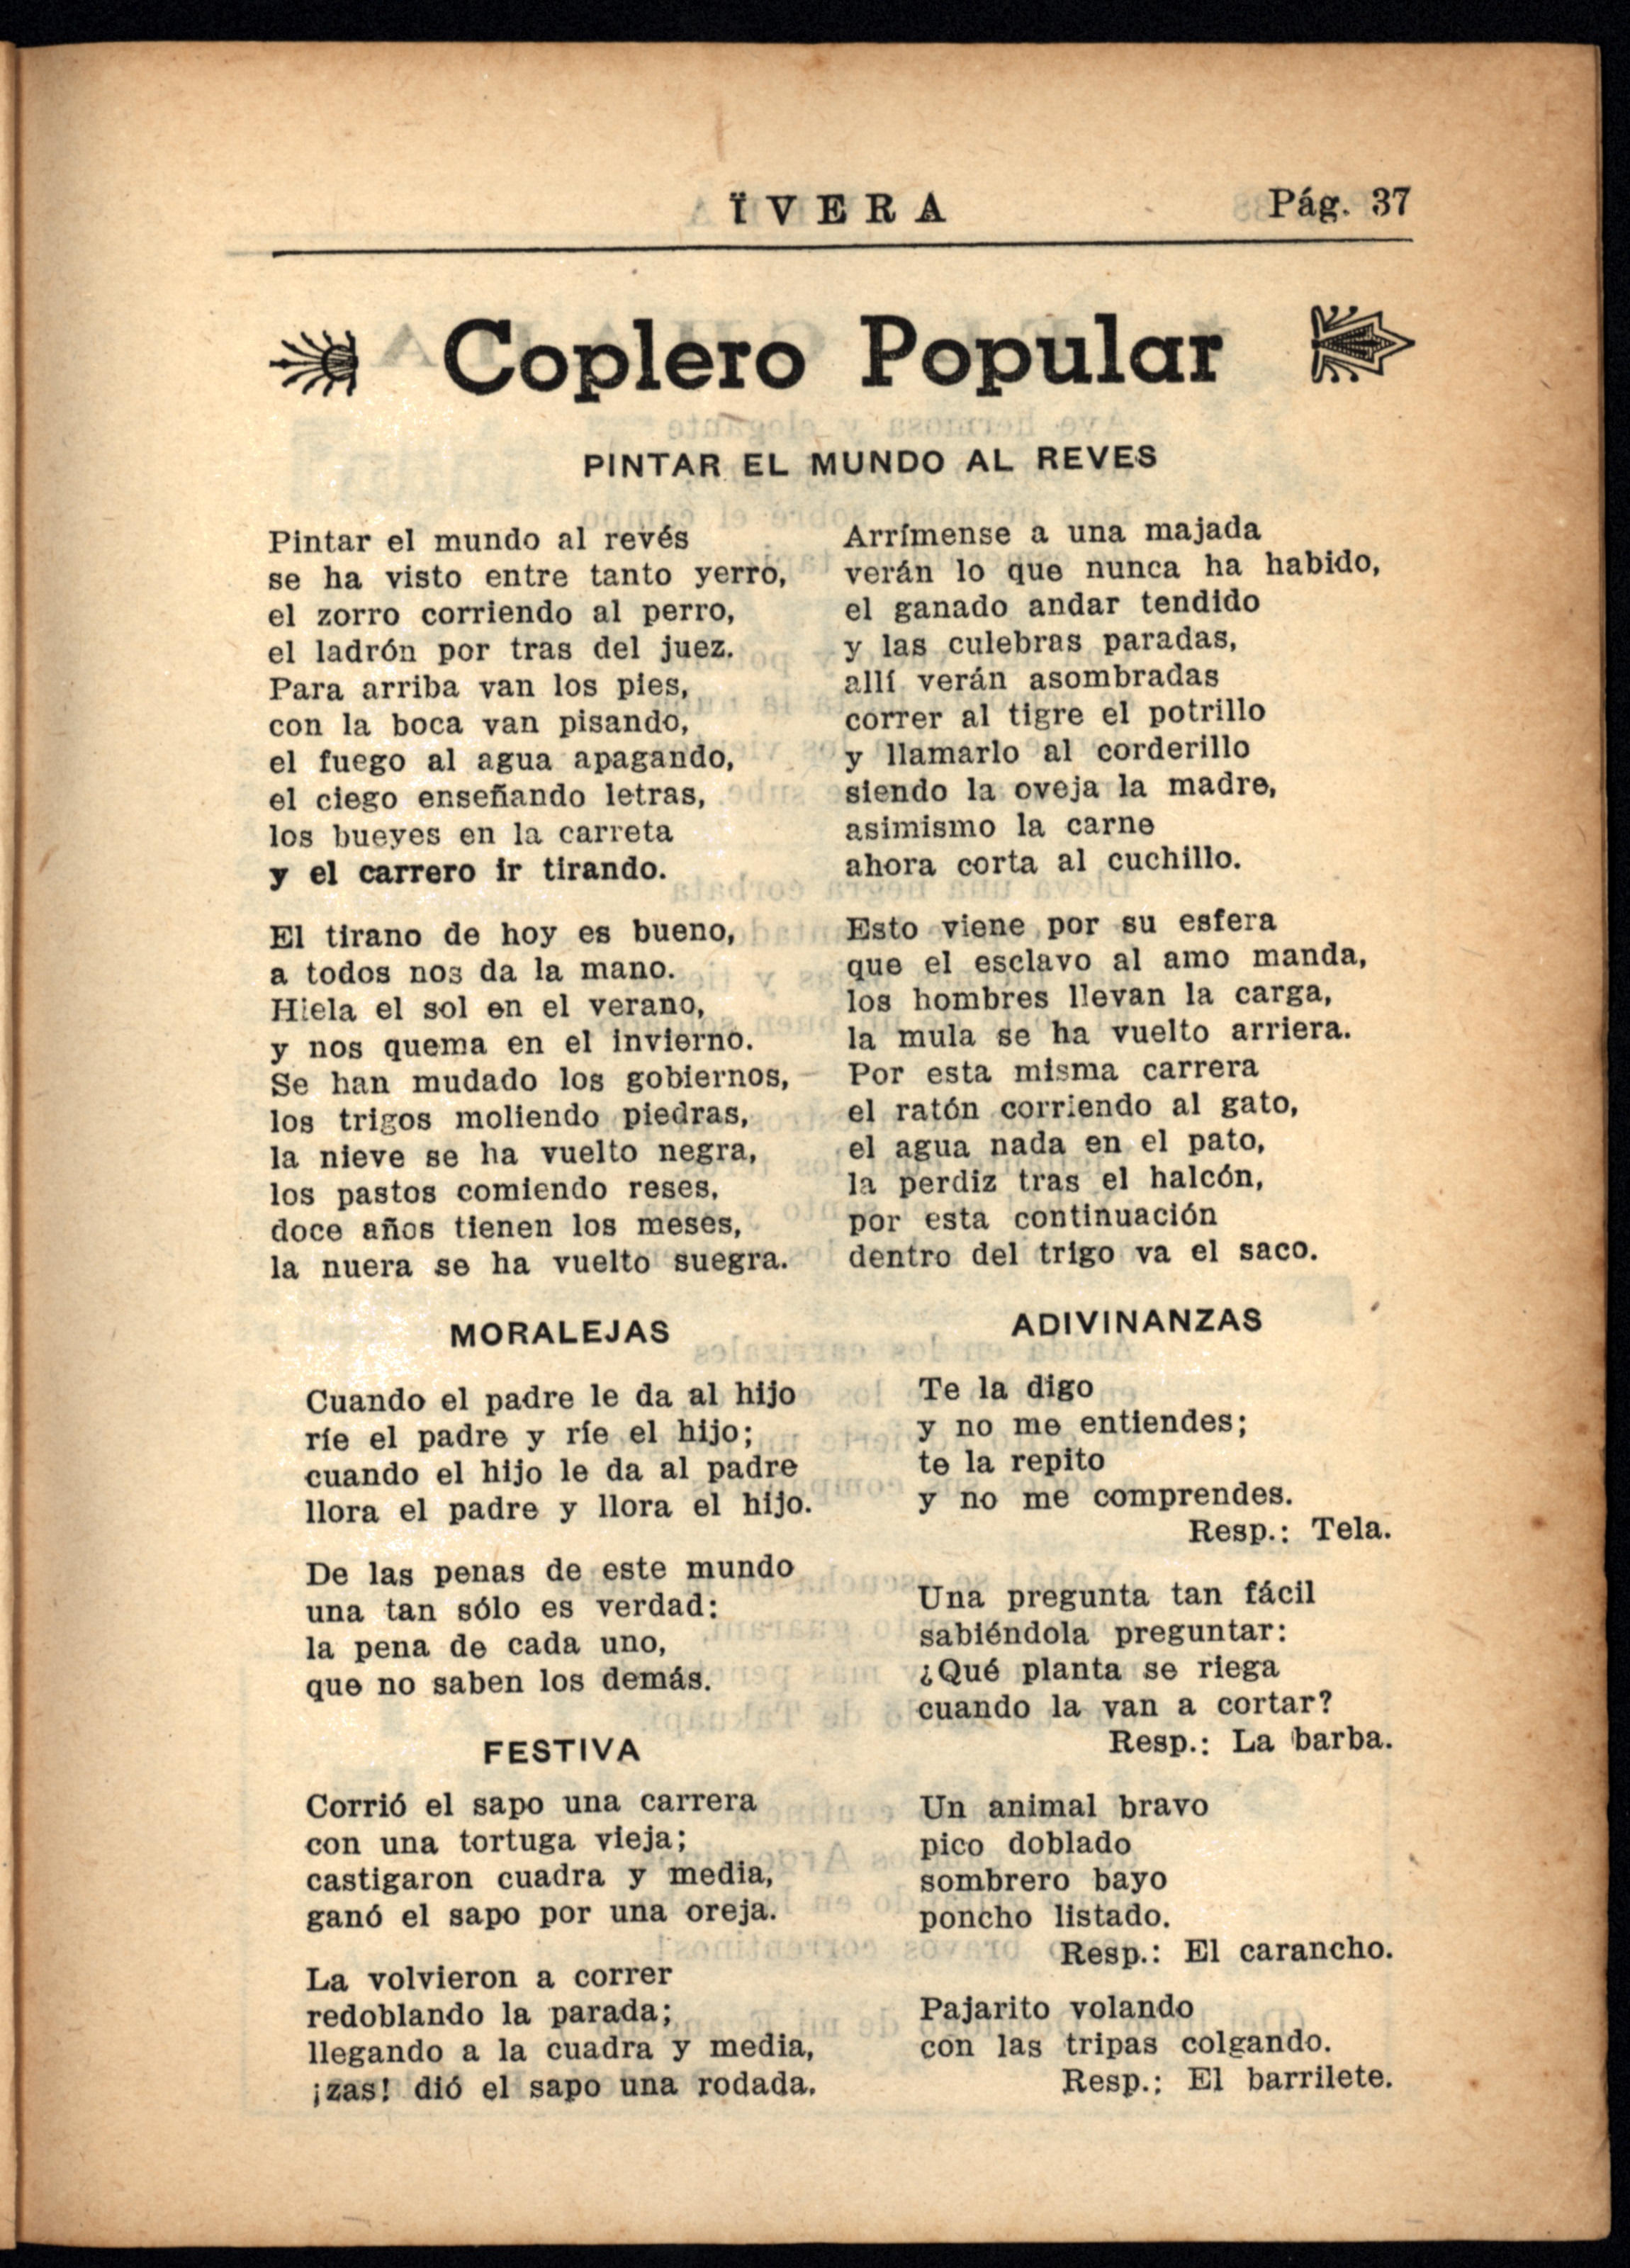 ÏVERA Pág. 37
Coplero Popular
PINTAR EL MUNDO AL REVES
Pintar el mundo al revés
se ha visto entre tanto yerro,
el zorro corriendo al perro,
el ladrón por tras del juez.
Para arriba van los pies,
con la boca van pisando,
el fuego al agua apagando,
el ciego enseñando letras,
los bueyes en la carreta
y el carrero ir tirando.
El tirano de hoy es bueno,
a todos nos da la mano.
Hiela el sol en el verano,
y nos quema en el invierno.
Se han mudado los gobiernos,
los trigos moliendo piedras,
la nieve se ha vuelto negra,
los pastos comiendo reses,
doce años tienen los meses,
la nuera se ha vuelto suegra.
Arrímense a una majada
verán lo que nunca ha habido,
el ganado andar tendido
y las culebras paradas,
allí verán asombradas
correr al tigre el potrillo
y llamarlo al corderillo
siendo la oveja la madre,
asimismo la carne
ahora corta al cuchillo.
Esto viene por su esfera
que el esclavo al amo manda,
los hombres llevan la carga,
la mula se ha vuelto arriera.
Por esta misma carrera
el ratón corriendo al gato,
el agua nada en el pato,
la perdiz tras el halcón,
por esta continuación
dentro del trigo va el saco.
MORALEJAS
Cuando el padre le da al hijo
ríe el padre y ríe el hijo;
cuando el hijo le da al padre
llora el padre y llora el hijo.
De las penas de este mundo
una tan sólo es verdad:
la pena de cada uno,
que no saben los demás.
FESTIVA
Corrió el sapo una carrera
con una tortuga vieja;
castigaron cuadra y media,
ganó el sapo por una oreja.
La volvieron a correr
redoblando la parada;
llegando a la cuadra y media,
¡zas! dió el sapo una rodada.
ADIVINANZAS
Te la digo
y no me entiendes;
te la repito
y no me comprendes.
Resp.: Tela.
Una pregunta tan fácil
sabiéndola preguntar:
¿Qué planta se riega
cuando la van a cortar?
Resp.: La barba.
Un animal bravo
pico doblado
sombrero bayo
poncho listado.
Resp.: El carancho.
Pajarito volando
con las tripas colgando.
Resp.: El barrilete.